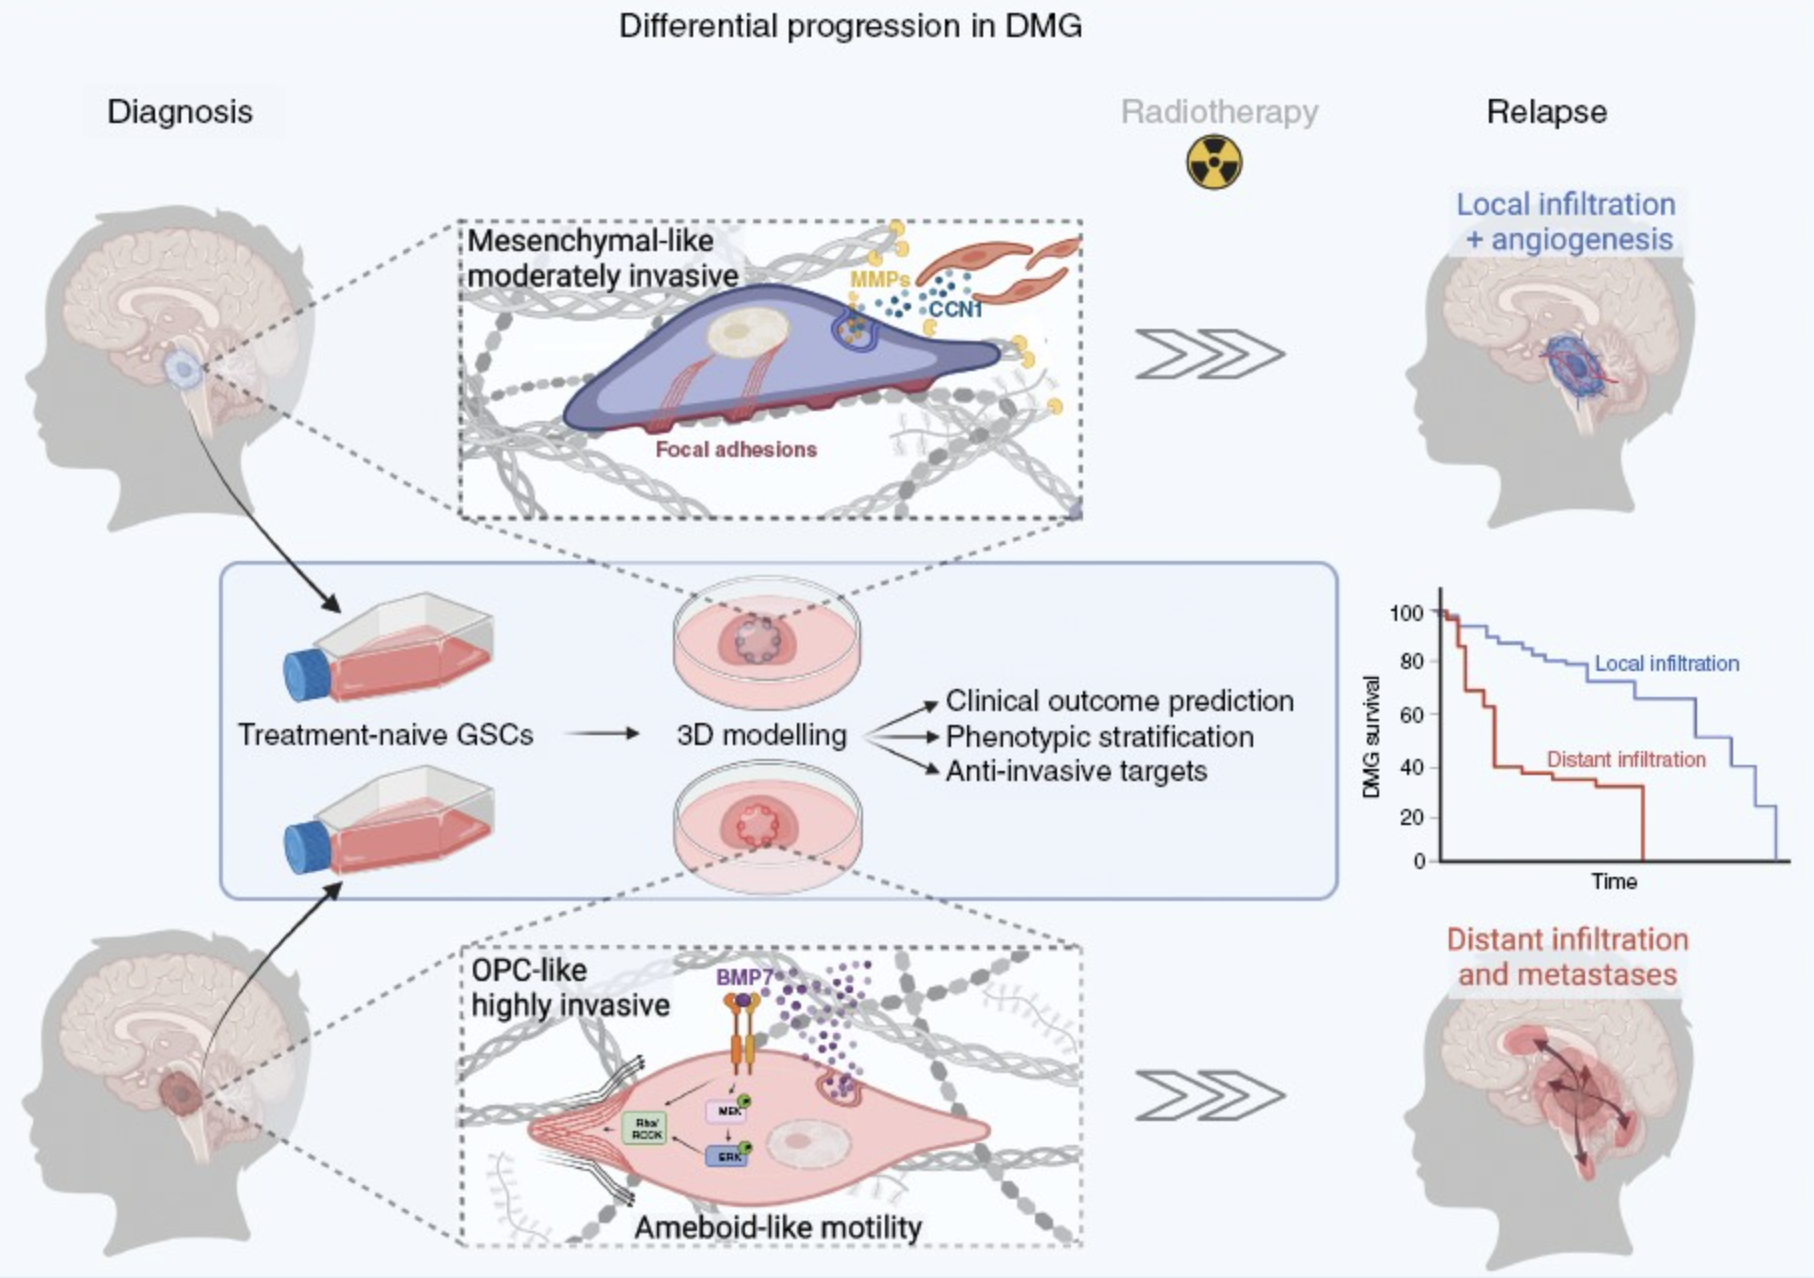 Differential progression in DMG
Diagnosis
Radiotherapy
Relapse
Mesenchymal-like
moderately invasive
MMPs
CCN1
Focal adhesions
Local infiltration
+ angiogenesis
Treatment-naive GSCs
3D modelling
Clinical outcome prediction
Phenotypic stratification
Anti-invasive targets
DMG survival
100
80
60
40
20
0
Local infiltration
Distant infiltration
Time
OPC-like
highly invasive
BMP7
MEK
P
Rho/
ROCK
ERK
P
Ameboid-like motility
Distant infiltration
and metastases